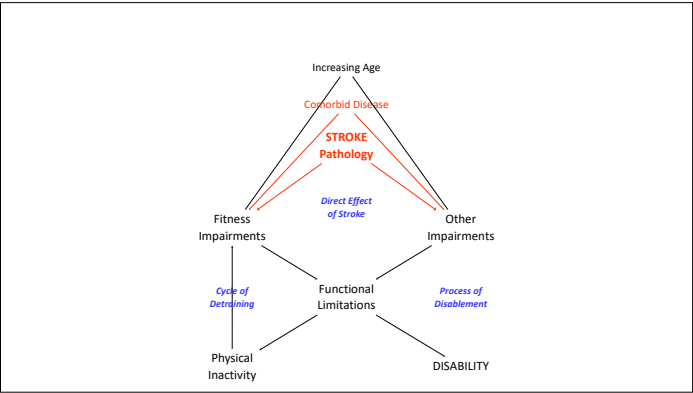 Increasing Age
Comorbid Disease
STROKE
Pathology
Direct Effect
of Stroke
Fitness
Impairments
Other
Impairments
Cycle of
Detraining
Functional
Limitations
Process of
Disablement
Physical
Inactivity
DISABILITY